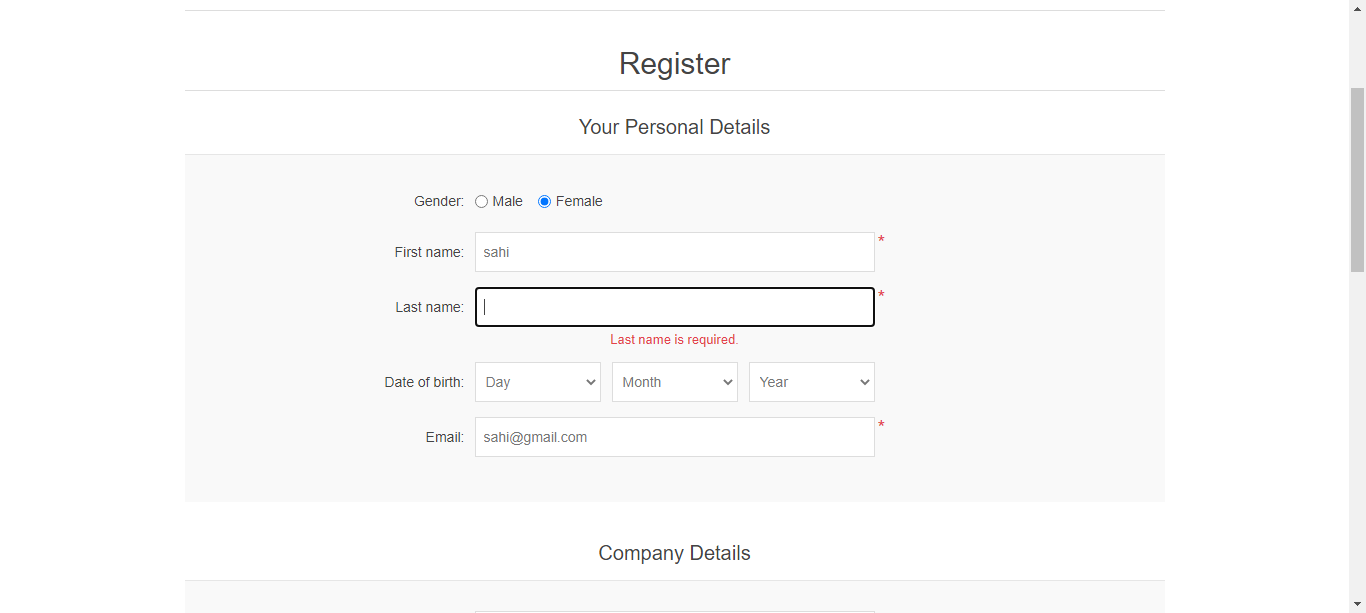 Register
Your Personal Details
Gender: Male Female
First name: sahi *
Last name: *
Last name is required.
Date of birth: Day Month Year
Email: sahi@gmail.com *
Company Details